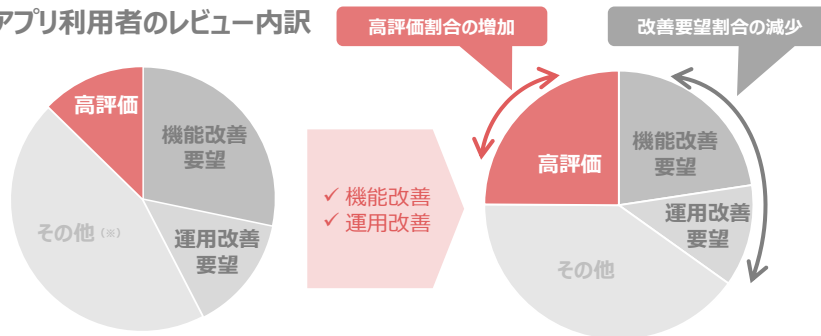 アプリ利用者のレビュー内訳
高評価割合の増加
改善要望割合の減少
高評価
機能改善
要望
その他（※）
運用改善
要望
✓ 機能改善
✓ 運用改善
高評価
機能改善
要望
運用改善
要望
その他